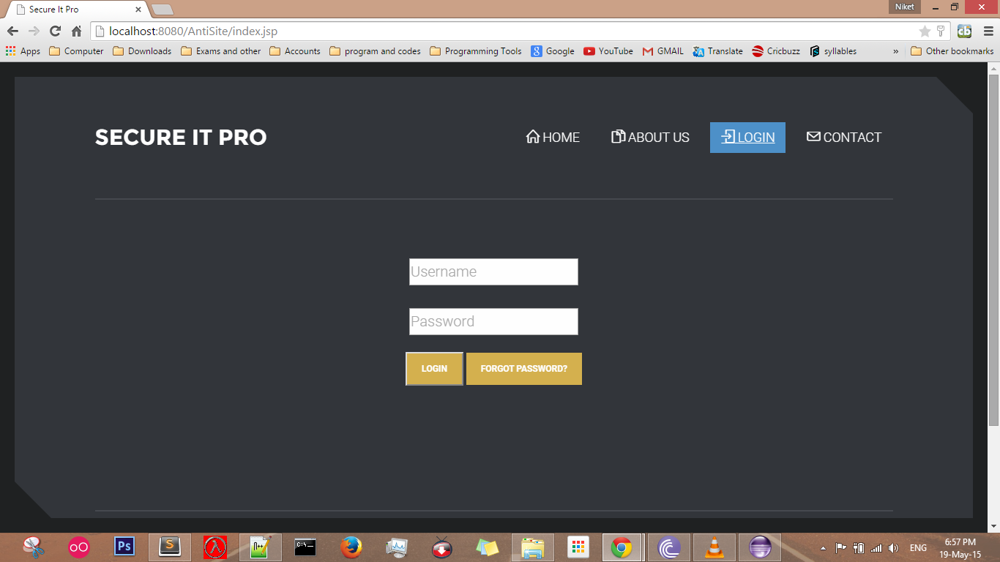 Secure It Pro
Niket
localhost:8080/AntiSite/index.jsp
cb
Apps Computer Downloads Exams and other Accounts program and codes Programming Tools Google YouTube GMAIL Translate Cricbuzz syllables » Other bookmarks
SECURE IT PRO
HOME ABOUT US LOGIN CONTACT
Username
Password
LOGIN FORGOT PASSWORD?
Ps
S
ENG
6:57 PM
19-May-15